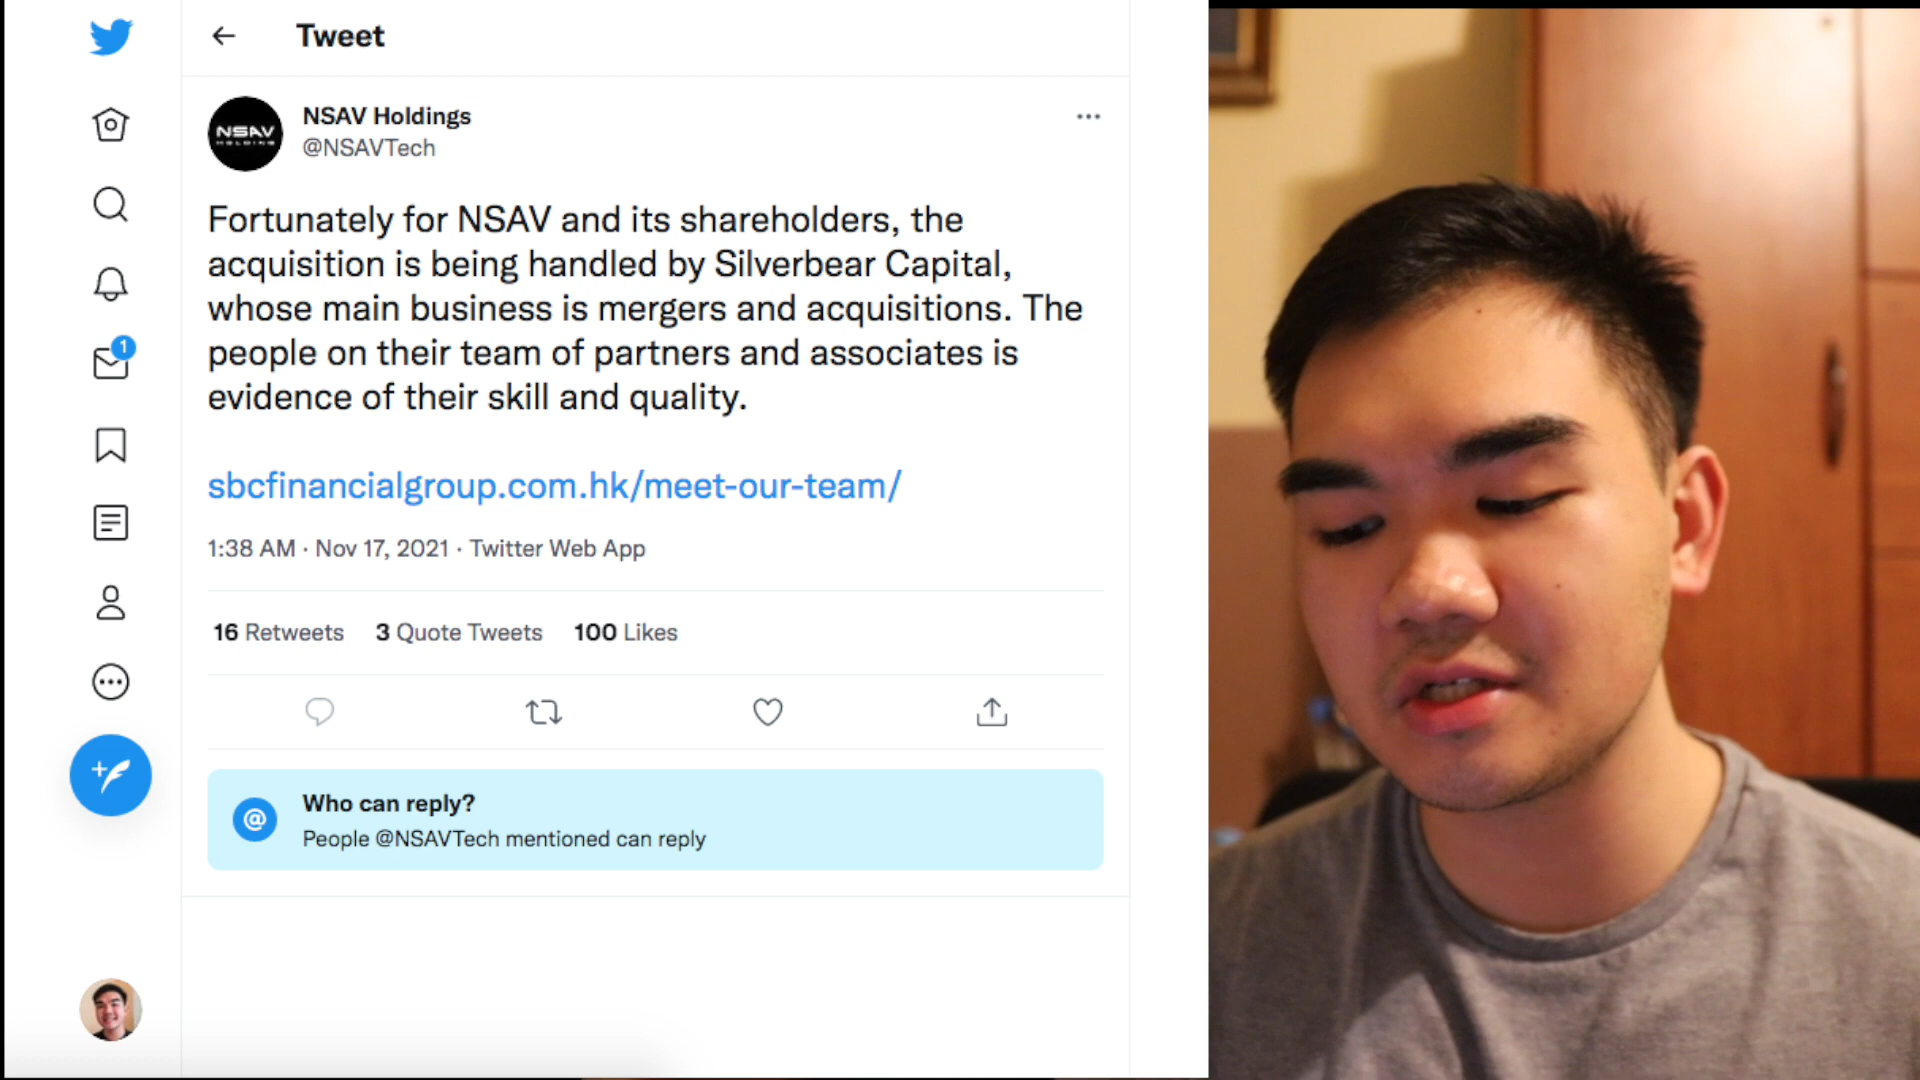 Tweet
NSAV Holdings
@NSAVTech
NSAV
HOLDING
Fortunately for NSAV and its shareholders, the
acquisition is being handled by Silverbear Capital,
whose main business is mergers and acquisitions. The
people on their team of partners and associates is
evidence of their skill and quality.
sbcfinancialgroup.com.hk/meet-our-team/
1:38 AM · Nov 17, 2021 · Twitter Web App
16 Retweets 3 Quote Tweets 100 Likes
Who can reply?
People @NSAVTech mentioned can reply
1
@